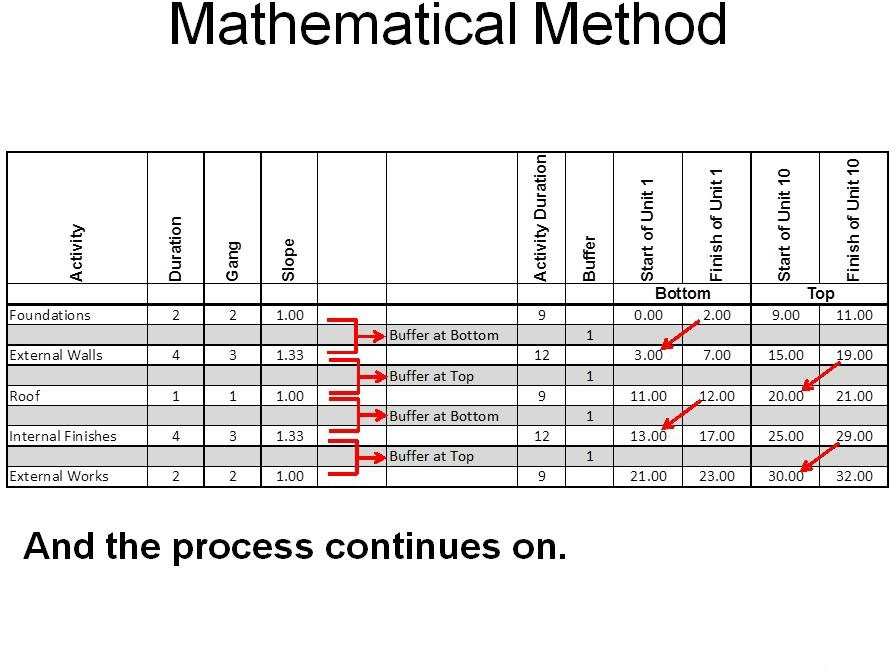 Mathematical Method
Activity Duration Gang Slope Activity Duration Buffer Start of Unit 1 Finish of Unit 1 Start of Unit 10 Finish of Unit 10
Bottom Top
Foundations 2 2 1.00 9 0.00 2.00 9.00 11.00
Buffer at Bottom 1
External Walls 4 3 1.33 12 3.00 7.00 15.00 19.00
Buffer at Top 1
Roof 1 1 1.00 9 11.00 12.00 20.00 21.00
Buffer at Bottom 1
Internal Finishes 4 3 1.33 12 13.00 17.00 25.00 29.00
Buffer at Top 1
External Works 2 2 1.00 9 21.00 23.00 30.00 32.00
And the process continues on.